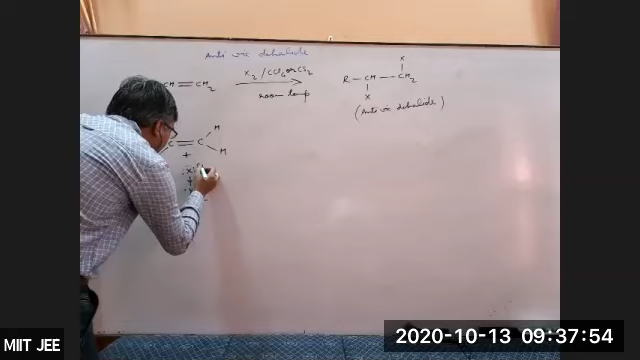 Anti vic dihalide
CH = CH2 X2 / CCl4 or CS2 R - CH - CH2
room temp X X
(Anti vic dihalide)
C = C H
H
+
:X
MIIT JEE
2020-10-13 09:37:54